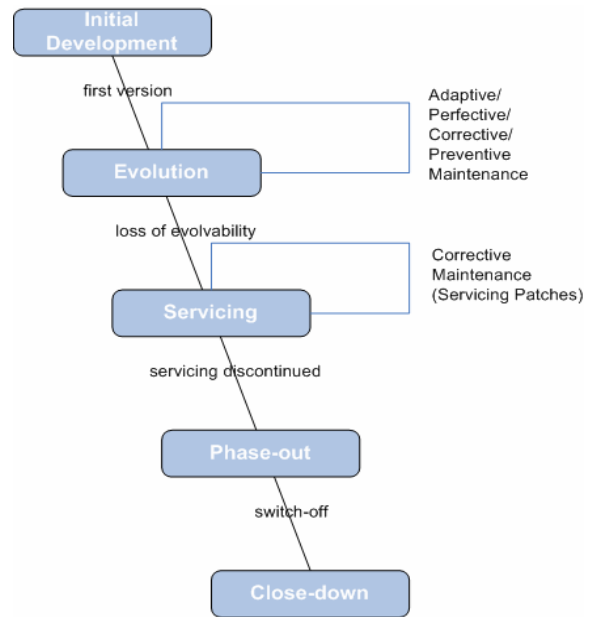 Initial
Development
first version
Adaptive/
Perfective/
Corrective/
Preventive
Maintenance
Evolution
loss of evolvability
Corrective
Maintenance
(Servicing Patches)
Servicing
servicing discontinued
Phase-out
switch-off
Close-down